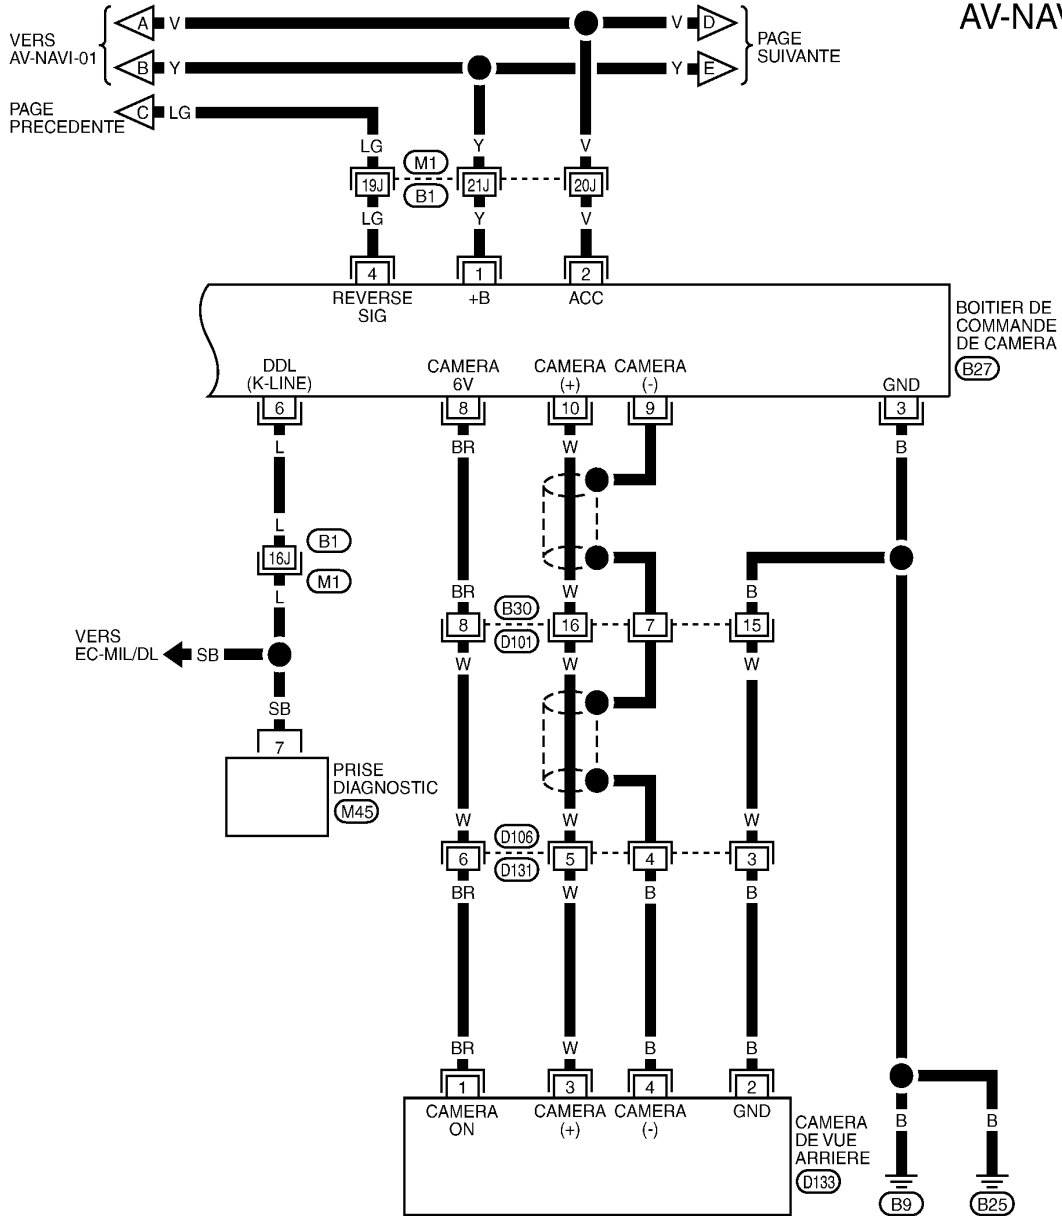 AV-NAV
A V V D
VERS
AV-NAVI-01
PAGE
SUIVANTE
B Y Y E
PAGE
PRECEDENTE
C LG
LG Y V
M1
19J 21J 20J
B1
LG Y V
4 1 2
REVERSE
SIG
+B ACC
BOITIER DE
COMMANDE
DE CAMERA
B27
DDL
(K-LINE)
CAMERA
6V
CAMERA
(+)
CAMERA
(-)
GND
6 8 10 9 3
L BR W B
L
B1
16J
M1
L
BR W B
B30
8 16 7 15
D101
W W W
VERS
EC-MIL/DL
SB
SB
7
PRISE
DIAGNOSTIC
M45
W W W
D106
6 5 4 3
D131
BR W B B
BR W B B
1 3 4 2
CAMERA
ON
CAMERA
(+)
CAMERA
(-)
GND
CAMERA
DE VUE
ARRIERE
D133
B B
B9 B25